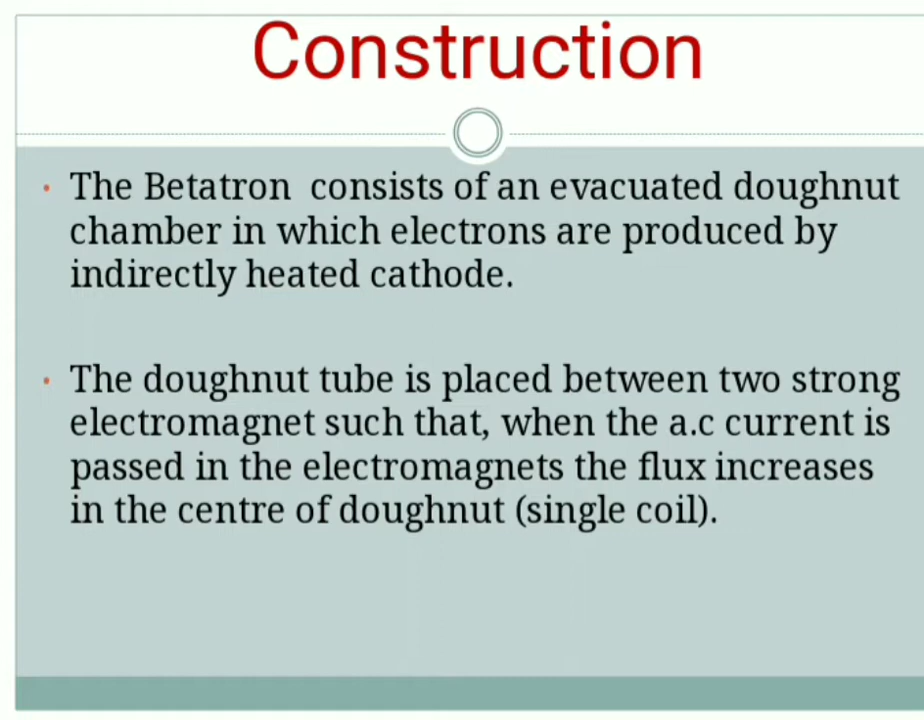 Construction
• The Betatron consists of an evacuated doughnut
chamber in which electrons are produced by
indirectly heated cathode.
• The doughnut tube is placed between two strong
electromagnet such that, when the a.c current is
passed in the electromagnets the flux increases
in the centre of doughnut (single coil).